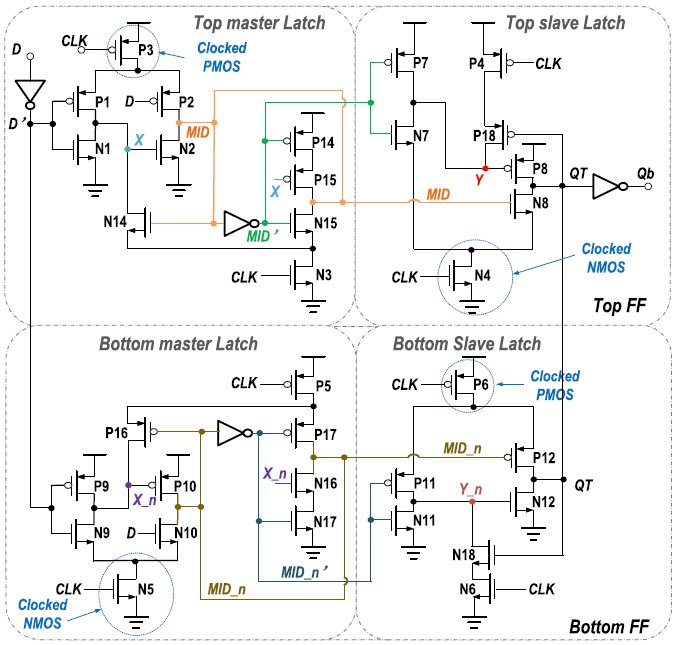 Top master Latch
Top slave Latch
D
CLK
P3
Clocked
PMOS
P7
P4
CLK
D'
P1
D
P2
MID
P14
N7
P18
P8
QT
Qb
N1
X
N2
X
P15
Y
MID
N8
N14
MID'
N15
CLK
N3
CLK
N4
Clocked
NMOS
Top FF
Bottom master Latch
Bottom Slave Latch
CLK
P5
CLK
P6
Clocked
PMOS
P16
P17
MID_n
P12
P9
X_n
P10
X_n
N16
P11
Y_n
QT
N9
D
N10
N17
N11
N12
CLK
N5
MID_n
MID_n'
N18
N6
CLK
Clocked
NMOS
Bottom FF